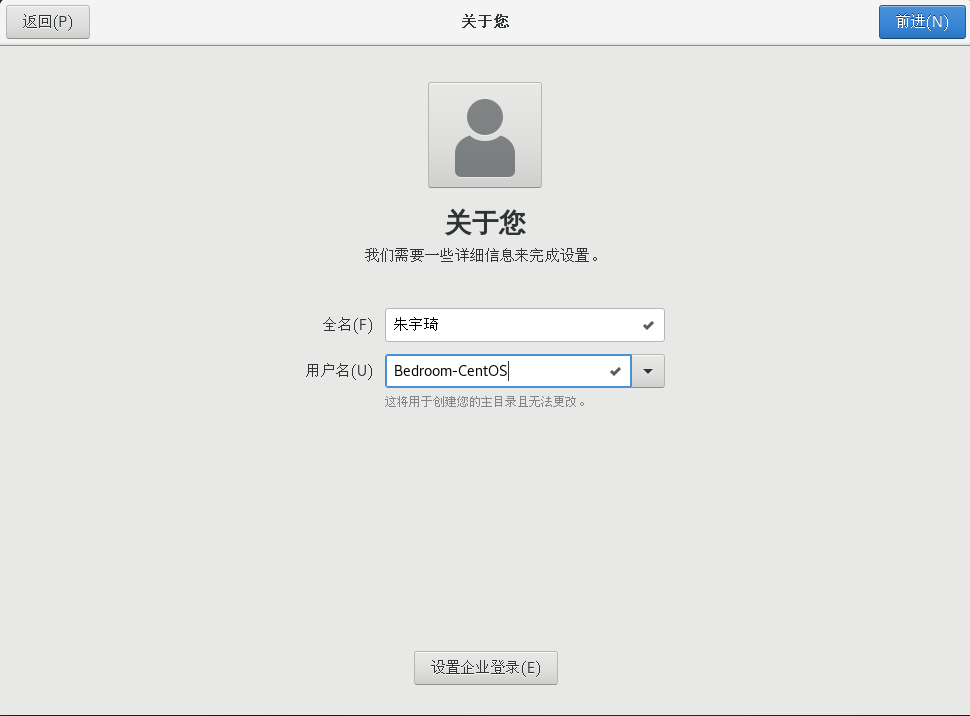 返回(P)
关于您
前进(N)
关于您
我们需要一些详细信息来完成设置。
全名(F) 朱宇琦
用户名(U) Bedroom-CentOS
这将用于创建您的主目录且无法更改。
设置企业登录(E)